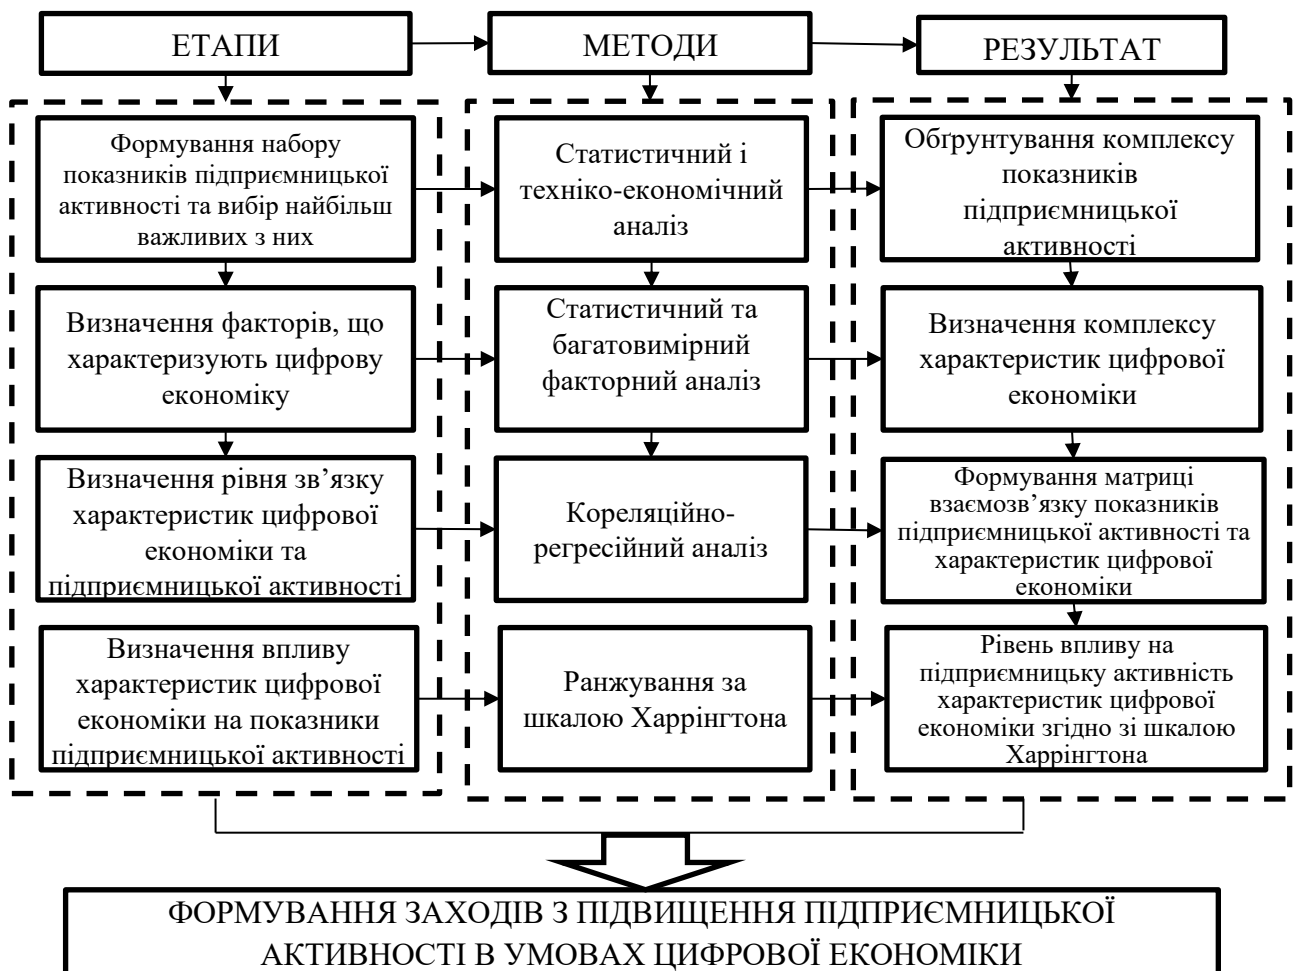 ЕТАПИ
МЕТОДИ
РЕЗУЛЬТАТ
Формування набору
показників підприємницької
активності та вибір найбільш
важливих з них
Статистичний і
техніко-економічний
аналіз
Обґрунтування комплексу
показників
підприємницької
активності
Визначення факторів, що
характеризують цифрову
економіку
Статистичний та
багатовимірний
факторний аналіз
Визначення комплексу
характеристик цифрової
економіки
Визначення рівня зв’язку
характеристик цифрової
економіки та
підприємницької активності
Кореляційно-
регресійний аналіз
Формування матриці
взаємозв’язку показників
підприємницької активності та
характеристик цифрової
економіки
Визначення впливу
характеристик цифрової
економіки на показники
підприємницької активності
Ранжування за
шкалою Харрінгтона
Рівень впливу на
підприємницьку активність
характеристик цифрової
економіки згідно зі шкалою
Харрінгтона
ФОРМУВАННЯ ЗАХОДІВ З ПІДВИЩЕННЯ ПІДПРИЄМНИЦЬКОЇ
АКТИВНОСТІ В УМОВАХ ЦИФРОВОЇ ЕКОНОМІКИ